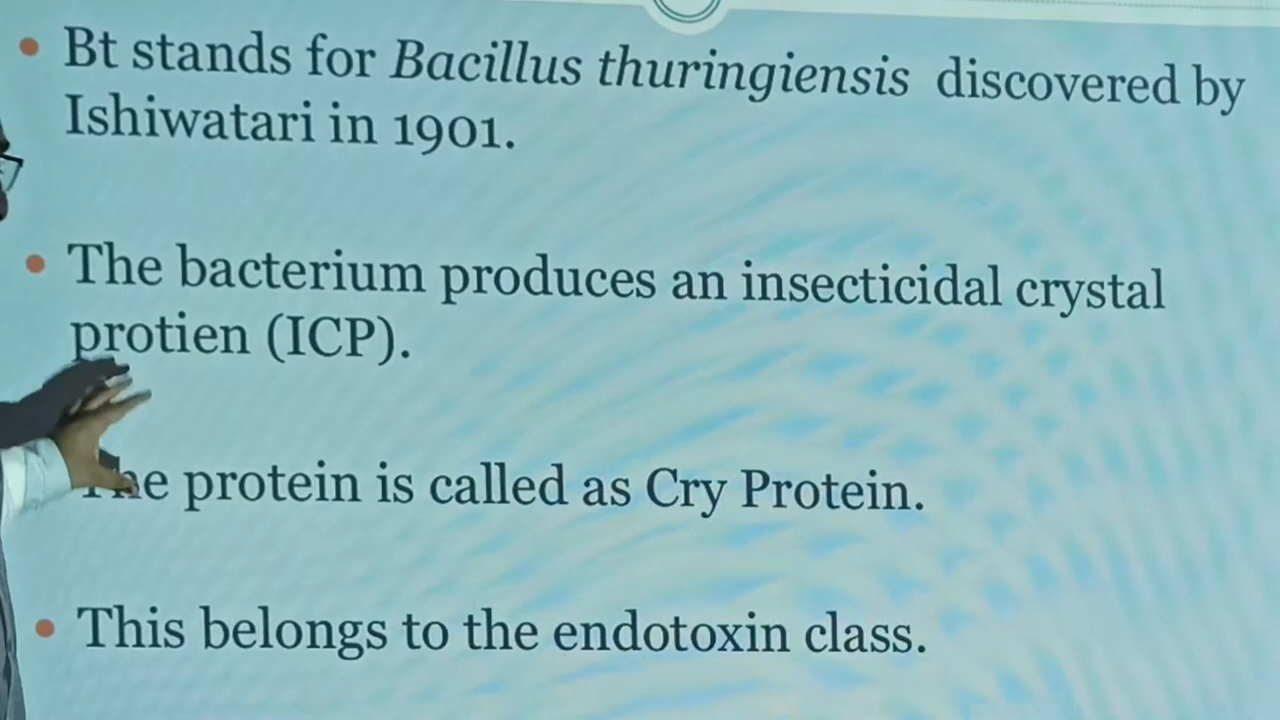 • Bt stands for Bacillus thuringiensis discovered by
Ishiwatari in 1901.
• The bacterium produces an insecticidal crystal
protien (ICP).
The protein is called as Cry Protein.
• This belongs to the endotoxin class.